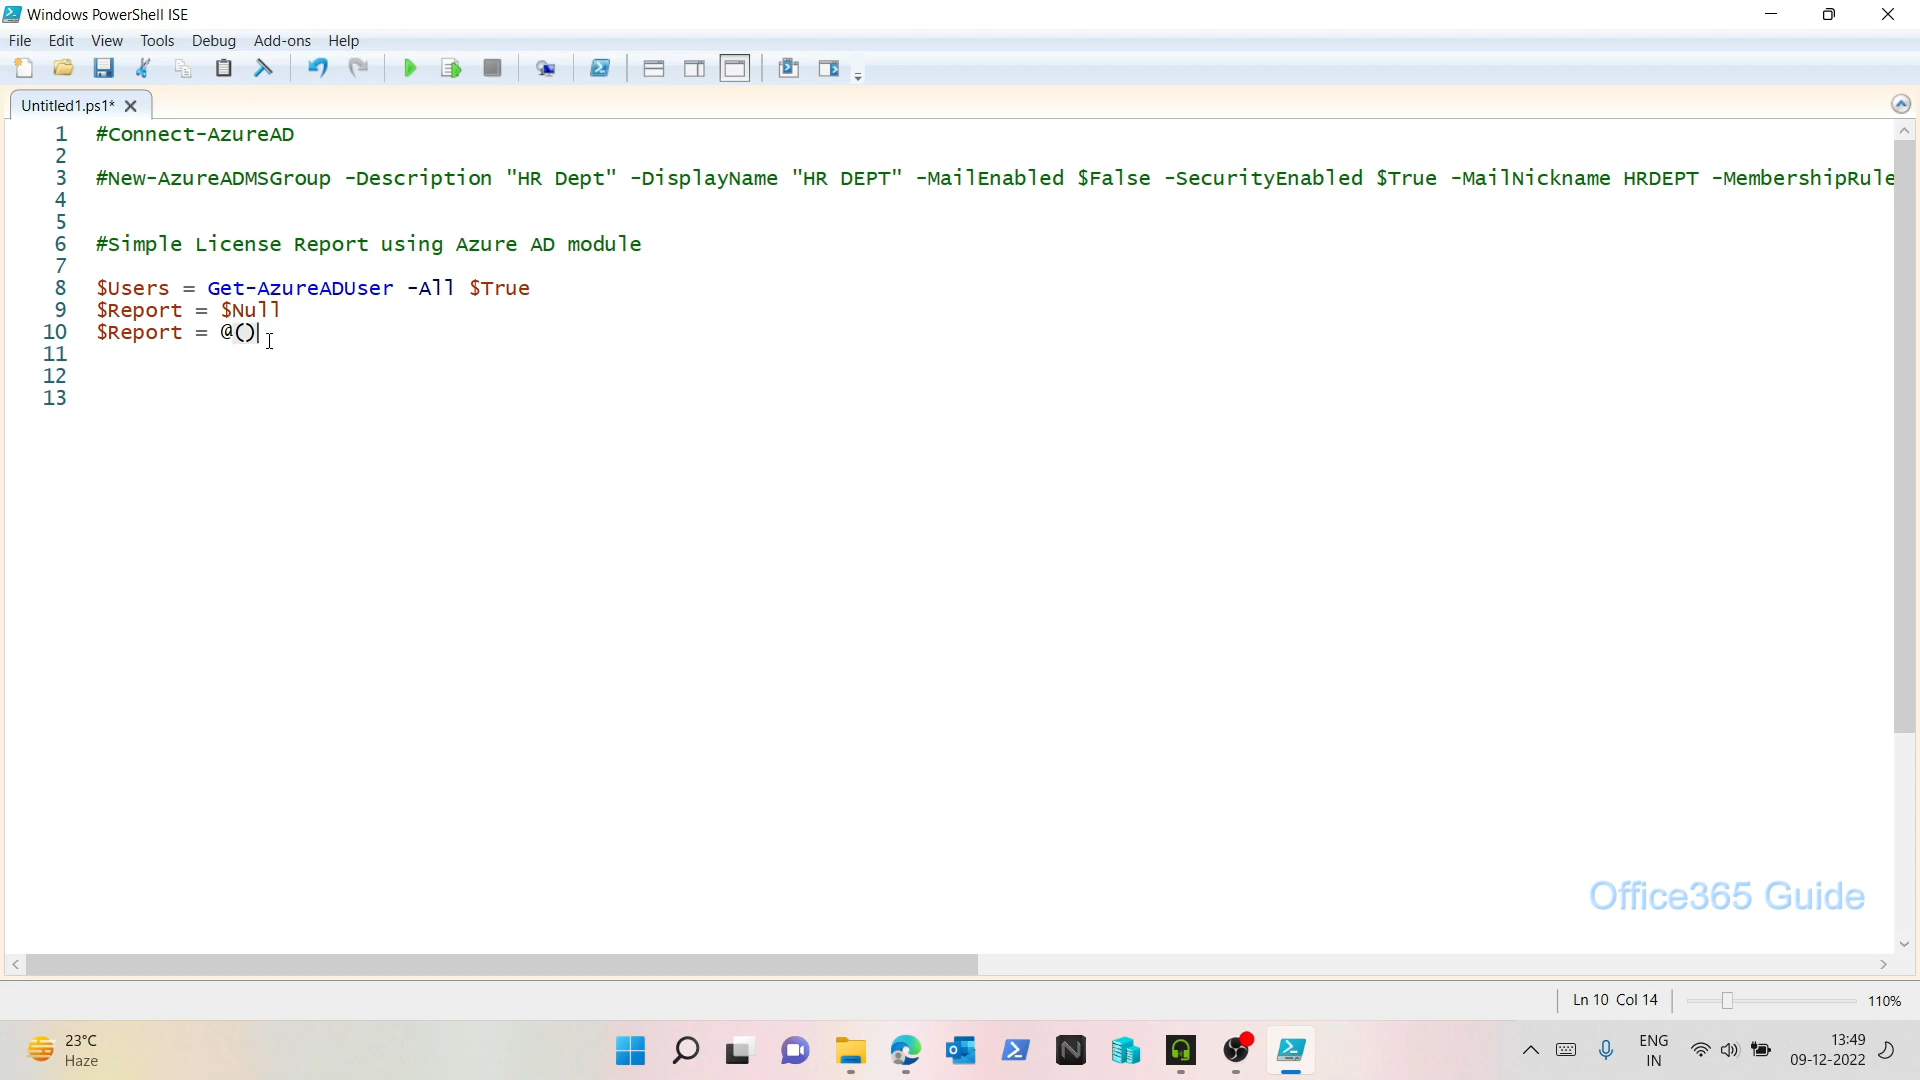 Windows PowerShell ISE
File Edit View Tools Debug Add-ons Help
Untitled1.ps1*
1 #Connect-AzureAD
2
3 #New-AzureADMSGroup -Description "HR Dept" -DisplayName "HR DEPT" -MailEnabled $False -SecurityEnabled $True -MailNickname HRDEPT -MembershipRule
4
5
6 #Simple License Report using Azure AD module
7
8 $Users = Get-AzureADUser -All $True
9 $Report = $Null
10 $Report = @()
11
12
13
Office365 Guide
Ln 10 Col 14 110%
23°C
Haze
ENG
IN
13:49
09-12-2022